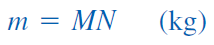 m = MN (kg)